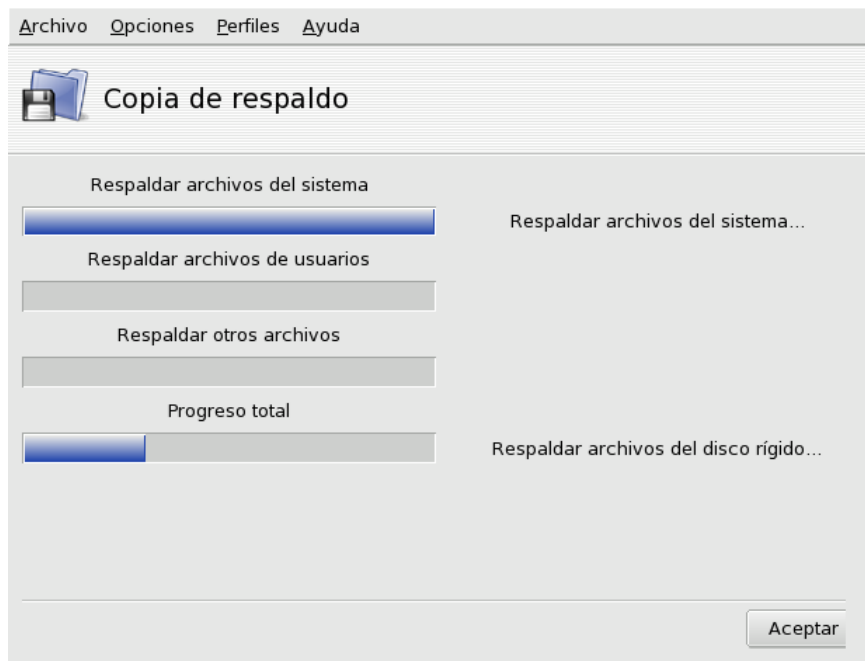 Archivo Opciones Perfiles Ayuda
Copia de respaldo
Respaldar archivos del sistema
Respaldar archivos del sistema...
Respaldar archivos de usuarios
Respaldar otros archivos
Progreso total
Respaldar archivos del disco rígido...
Aceptar